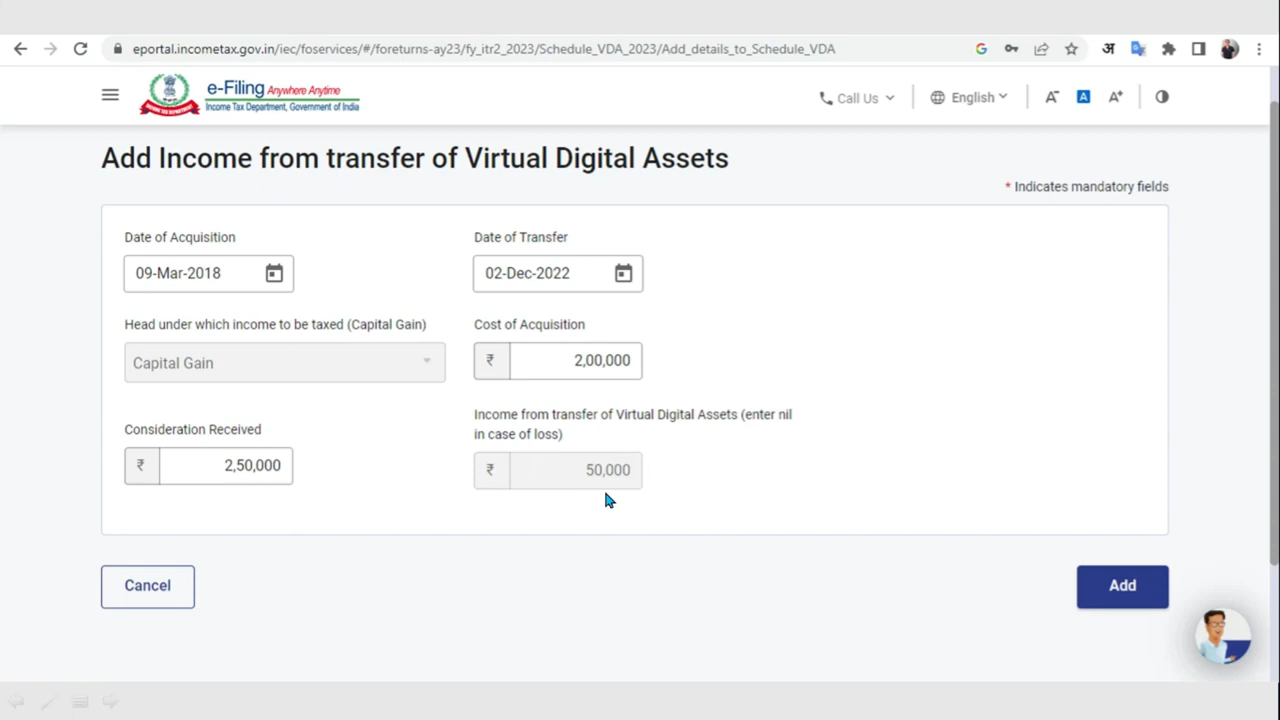 eportal.incometax.gov.in/iec/foservices/#/foreturns-ay23/fy_itr2_2023/Schedule_VDA_2023/Add_details_to_Schedule_VDA
G
अ
e-Filing Anywhere Anytime
Income Tax Department, Government of India
Call Us
English
A-
A
A+
Add Income from transfer of Virtual Digital Assets
* Indicates mandatory fields
Date of Acquisition
Date of Transfer
09-Mar-2018
02-Dec-2022
Head under which income to be taxed (Capital Gain)
Cost of Acquisition
Capital Gain
₹ 2,00,000
Consideration Received
Income from transfer of Virtual Digital Assets (enter nil
in case of loss)
₹ 2,50,000
₹ 50,000
Cancel
Add